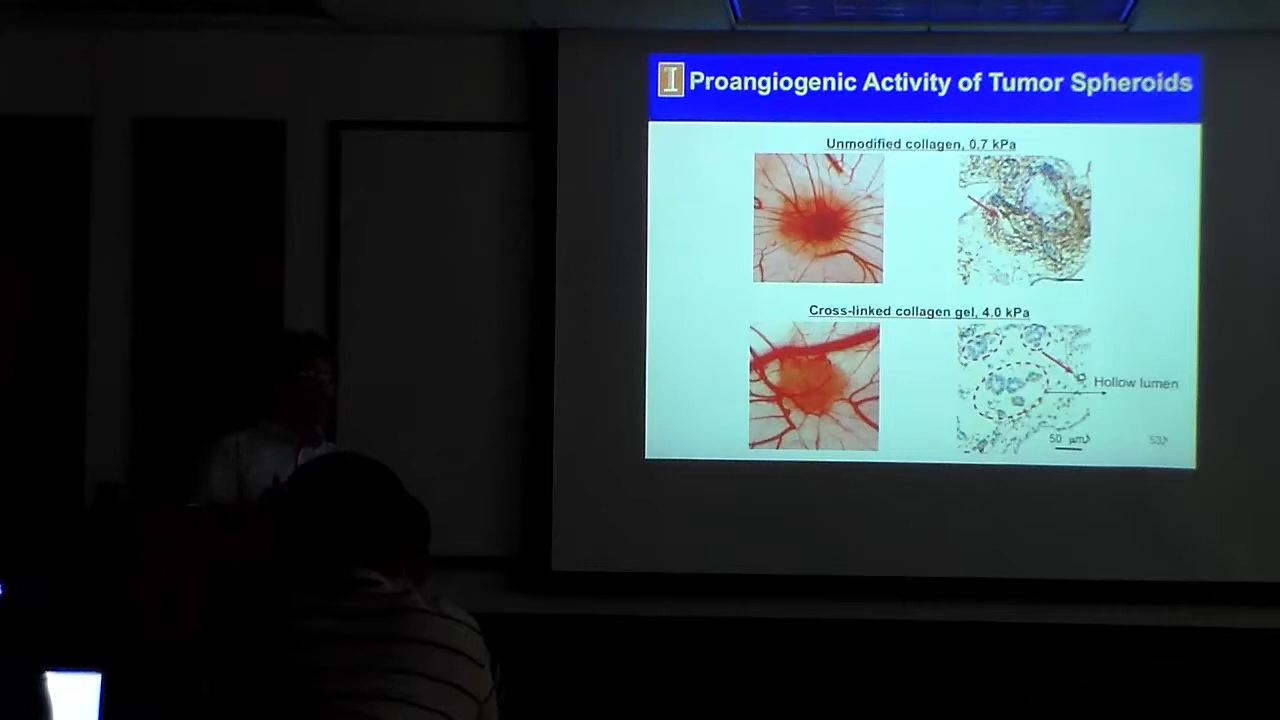 I Proangiogenic Activity of Tumor Spheroids
Unmodified collagen, 0.7 kPa
Cross-linked collagen gel, 4.0 kPa
Hollow lumen
50 μm
53